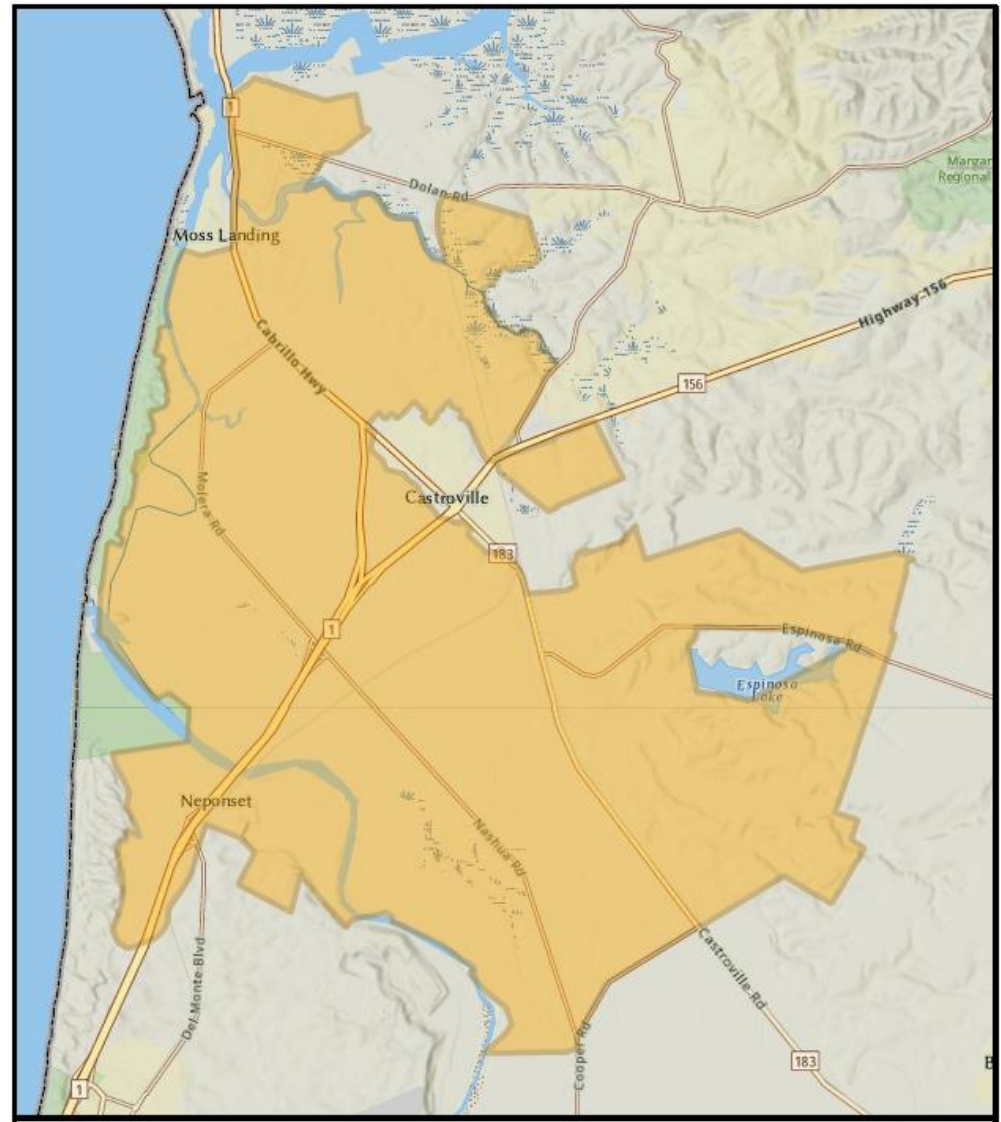 1
Manzan
Regional
Dolan Rd
Moss Landing
Highway 156
Cabrillo Hwy
156
Molera Rd
Castroville
183
1
Espinosa Rd
Espinosa
Lake
Neponset
Nashua Rd
Castroville Rd
Del Monte Blvd
Cooper Rd
183
B
1